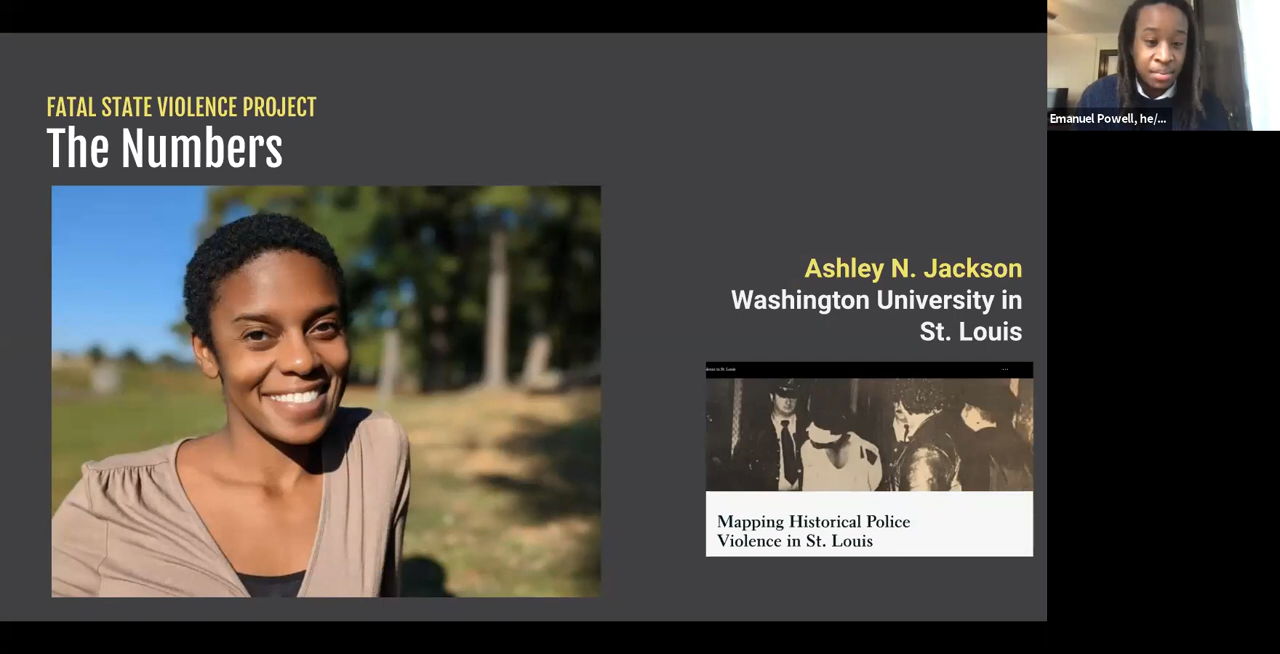 FATAL STATE VIOLENCE PROJECT
The Numbers
Ashley N. Jackson
Washington University in
St. Louis
Mapping Historical Police
Violence in St. Louis
Emanuel Powell, he/...